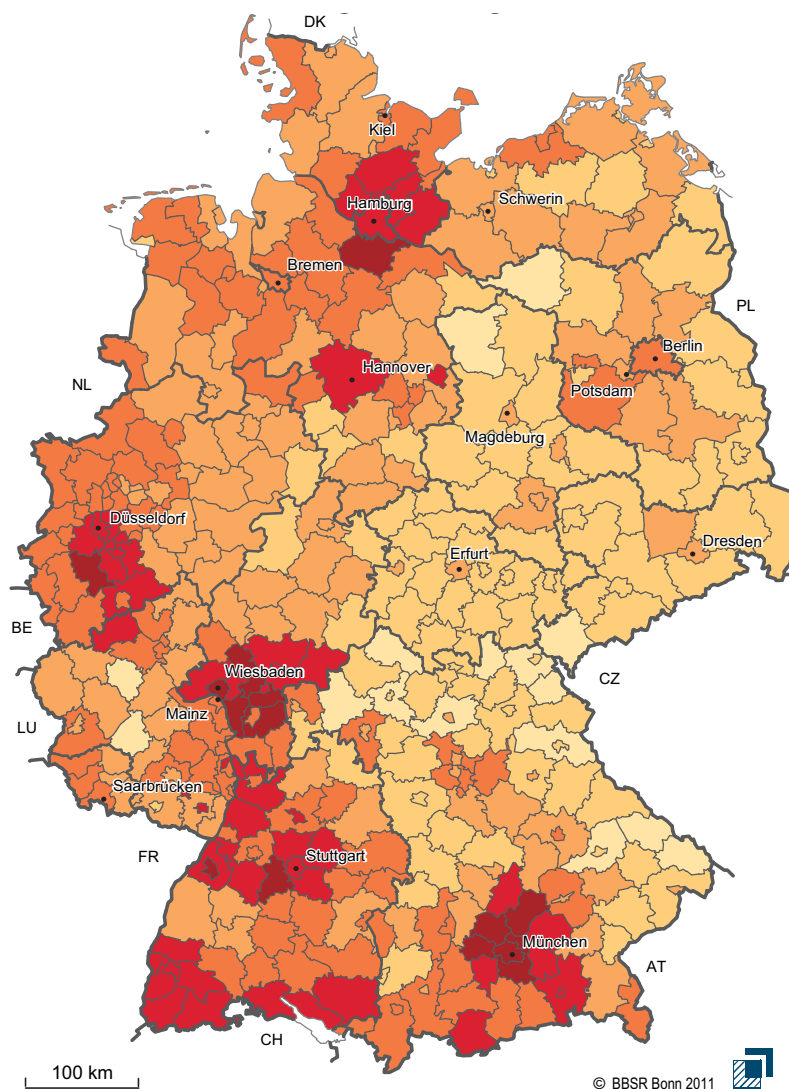 DK
Kiel
Hamburg
Schwerin
Bremen
PL
Berlin
Hannover
NL
Potsdam
Magdeburg
Düsseldorf
Dresden
Erfurt
BE
Wiesbaden
CZ
Mainz
LU
Saarbrücken
FR
Stuttgart
München
AT
CH
100 km
© BBSR Bonn 2011